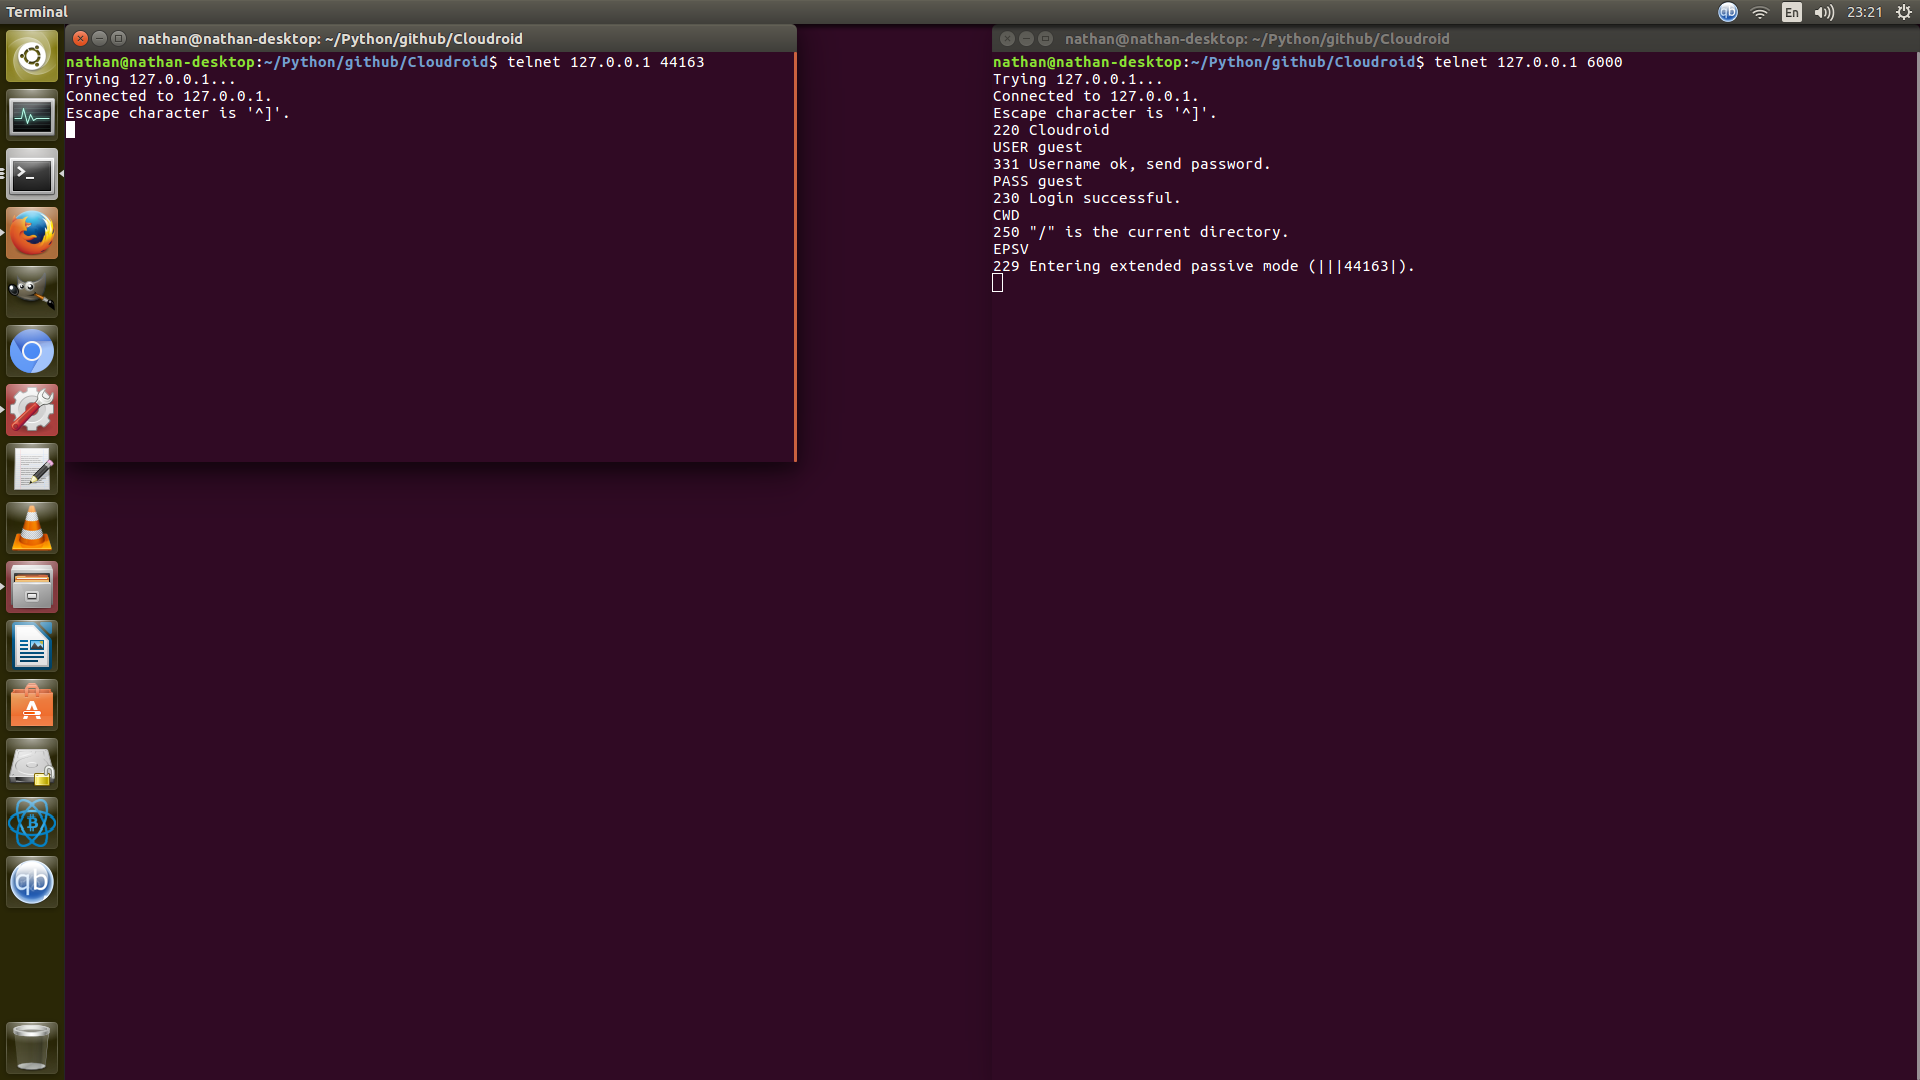 Terminal
En
23:21
nathan@nathan-desktop: ~/Python/github/Cloudroid
nathan@nathan-desktop:~/Python/github/Cloudroid$ telnet 127.0.0.1 44163
Trying 127.0.0.1...
Connected to 127.0.0.1.
Escape character is '^]'.
nathan@nathan-desktop: ~/Python/github/Cloudroid
nathan@nathan-desktop:~/Python/github/Cloudroid$ telnet 127.0.0.1 6000
Trying 127.0.0.1...
Connected to 127.0.0.1.
Escape character is '^]'.
220 Cloudroid
USER guest
331 Username ok, send password.
PASS guest
230 Login successful.
CWD
250 "/" is the current directory.
EPSV
229 Entering extended passive mode (|||44163|).
qb
qb